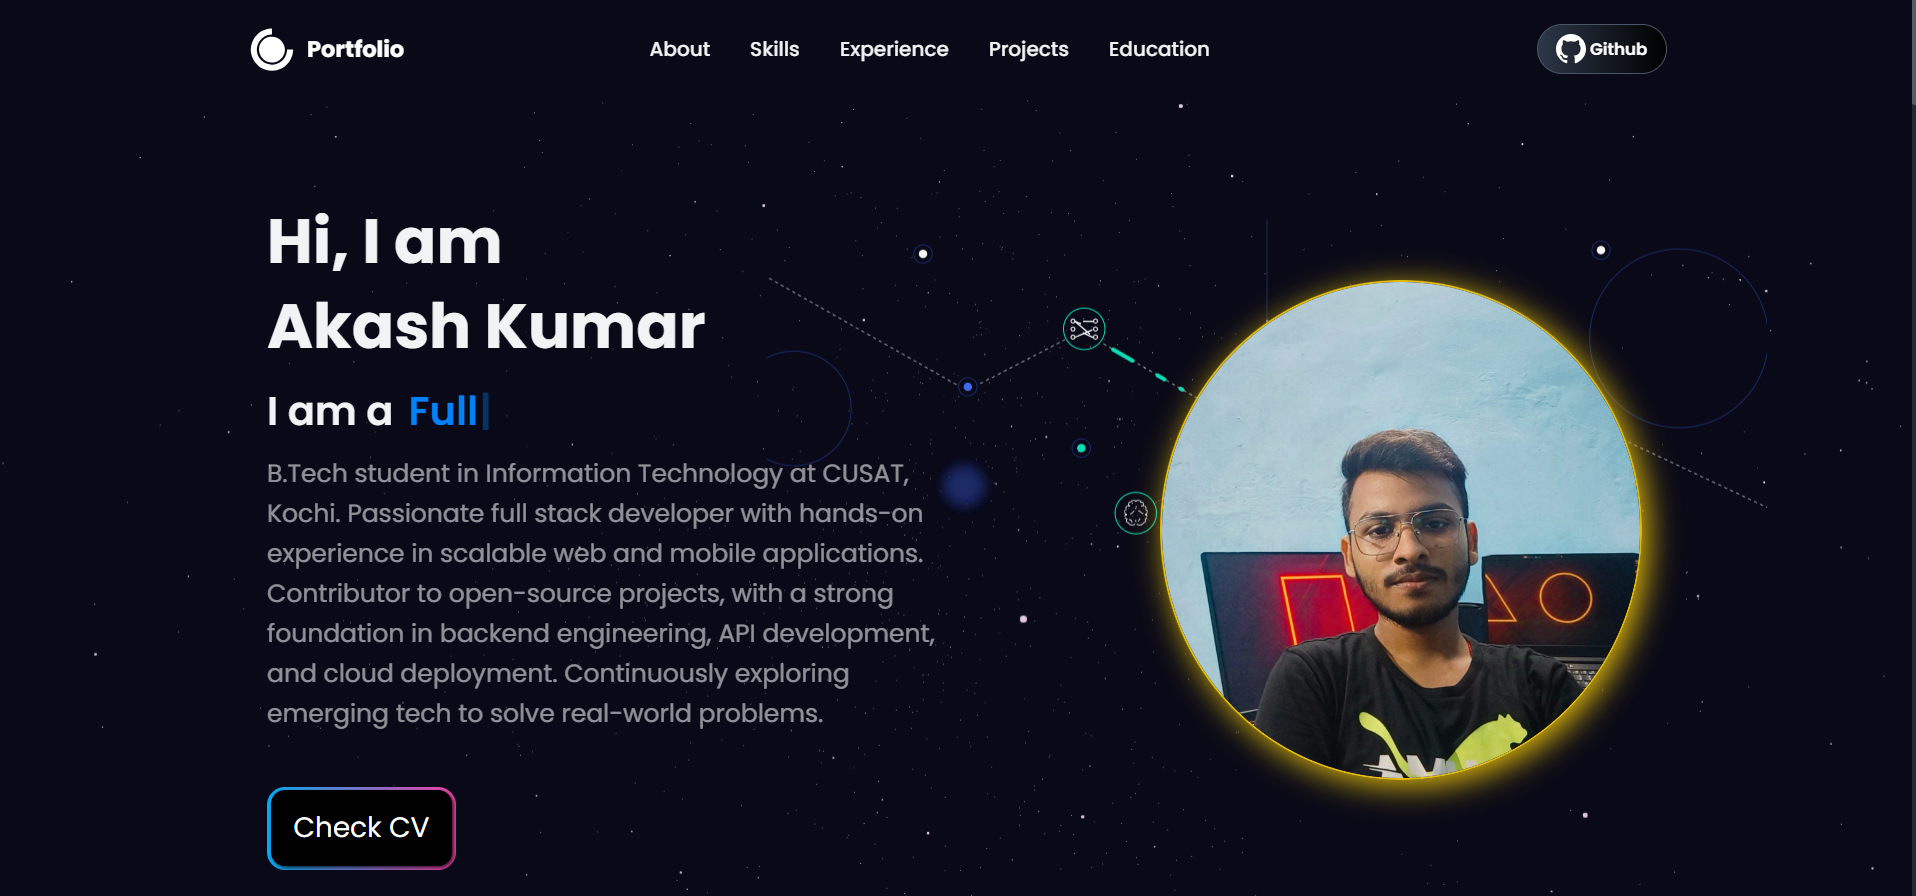 Portfolio
About
Skills
Experience
Projects
Education
Github
Hi, I am
Akash Kumar
I am a Full
B.Tech student in Information Technology at CUSAT,
Kochi. Passionate full stack developer with hands-on
experience in scalable web and mobile applications.
Contributor to open-source projects, with a strong
foundation in backend engineering, API development,
and cloud deployment. Continuously exploring
emerging tech to solve real-world problems.
Check CV